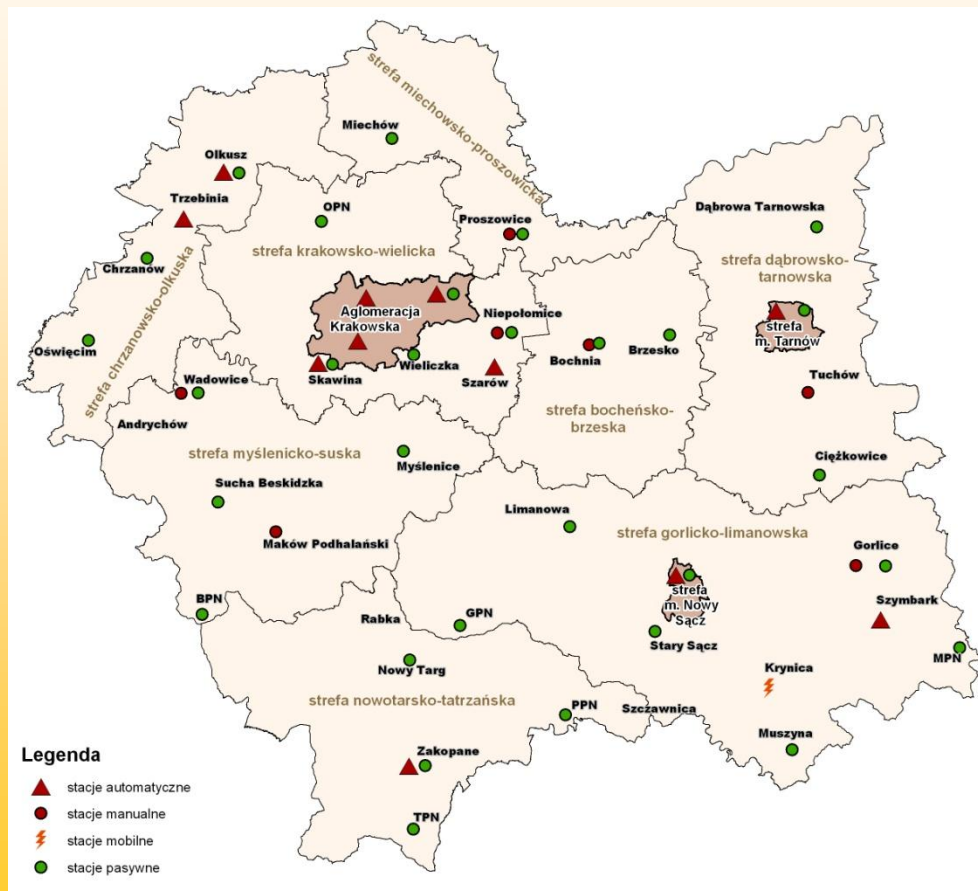 strefa miechowsko-proszowicka
Miechów
Olkusz
Trzebinia
OPN
Dąbrowa Tarnowska
Proszowice
strefa krakowsko-wielicka
strefa dąbrowsko-
tarnowska
Chrzanów
strefa chrzanowsko-olkuska
Aglomeracja
Krakowska
Niepołomice
strefa
m. Tarnów
Oświęcim
Bochnia
Brzesko
Wieliczka
Skawina
Szarów
Wadowice
Tuchów
Andrychów
strefa bocheńsko-
brzeska
strefa myślenicko-suska
Myślenice
Ciężkowice
Sucha Beskidzka
Limanowa
strefa gorlicko-limanowska
Maków Podhalański
Gorlice
strefa
m. Nowy
Sącz
BPN
Szymbark
Rabka
GPN
Stary Sącz
MPN
Nowy Targ
Krynica
strefa nowotarsko-tatrzańska
PPN
Szczawnica
Muszyna
Zakopane
TPN
Legenda
stacje automatyczne
stacje manualne
stacje mobilne
stacje pasywne